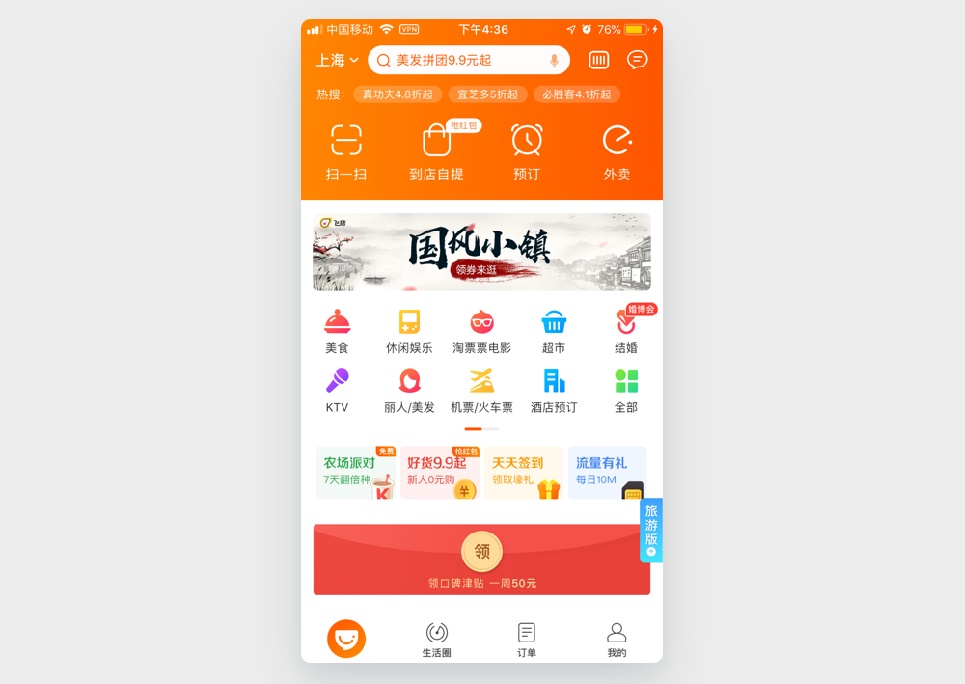 中国移动 VPN 下午4:36 76%
上海 美发拼团9.9元起
热搜: 真功夫4.8折起 宜芝多5折起 必胜客4.1折起
抢红包
扫一扫 到店自提 预订 外卖
飞猪
国风小镇
领券来逛
婚博会
美食 休闲娱乐 淘票票电影 超市 结婚
KTV 丽人/美发 机票/火车票 酒店预订 全部
免费 抢红包
农场派对 好货9.9起 天天签到 流量有礼
7天翻倍种 新人0元购 领取壕礼 每日10M
旅游版
领
领口碑津贴 一周50元
生活圈 订单 我的